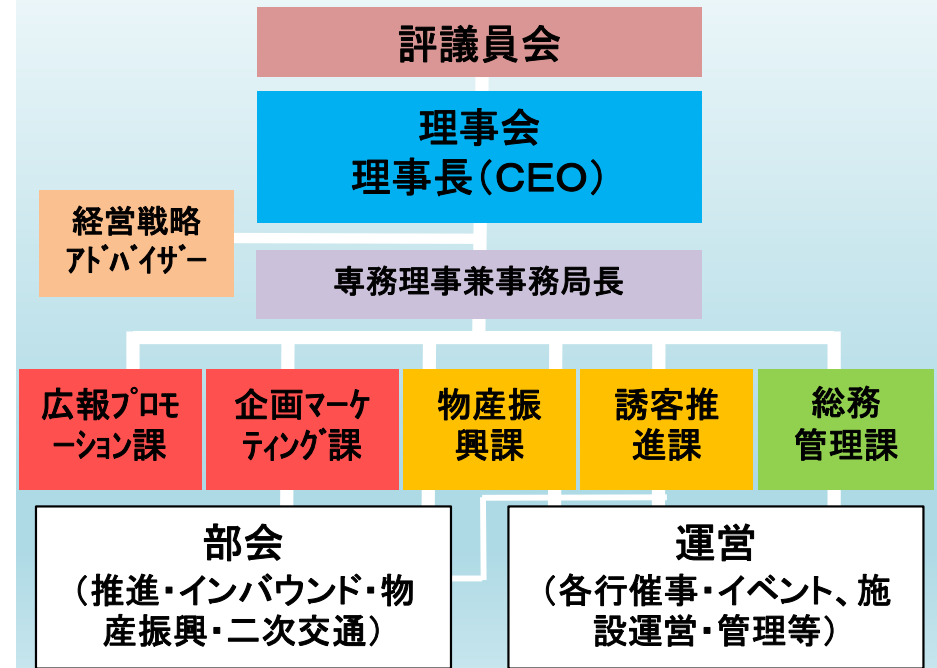 評議員会
理事会
理事長（ＣＥＯ）
経営戦略
ｱﾄﾞﾊﾞｲｻﾞｰ
専務理事兼事務局長
広報ﾌﾟﾛﾓ
ｰｼｮﾝ課
企画ﾏｰｹ
ﾃｨﾝｸﾞ課
物産振
興課
誘客推
進課
総務
管理課
部会
（推進・インバウンド・物
産振興・二次交通）
運営
（各行催事・イベント、施
設運営・管理等）